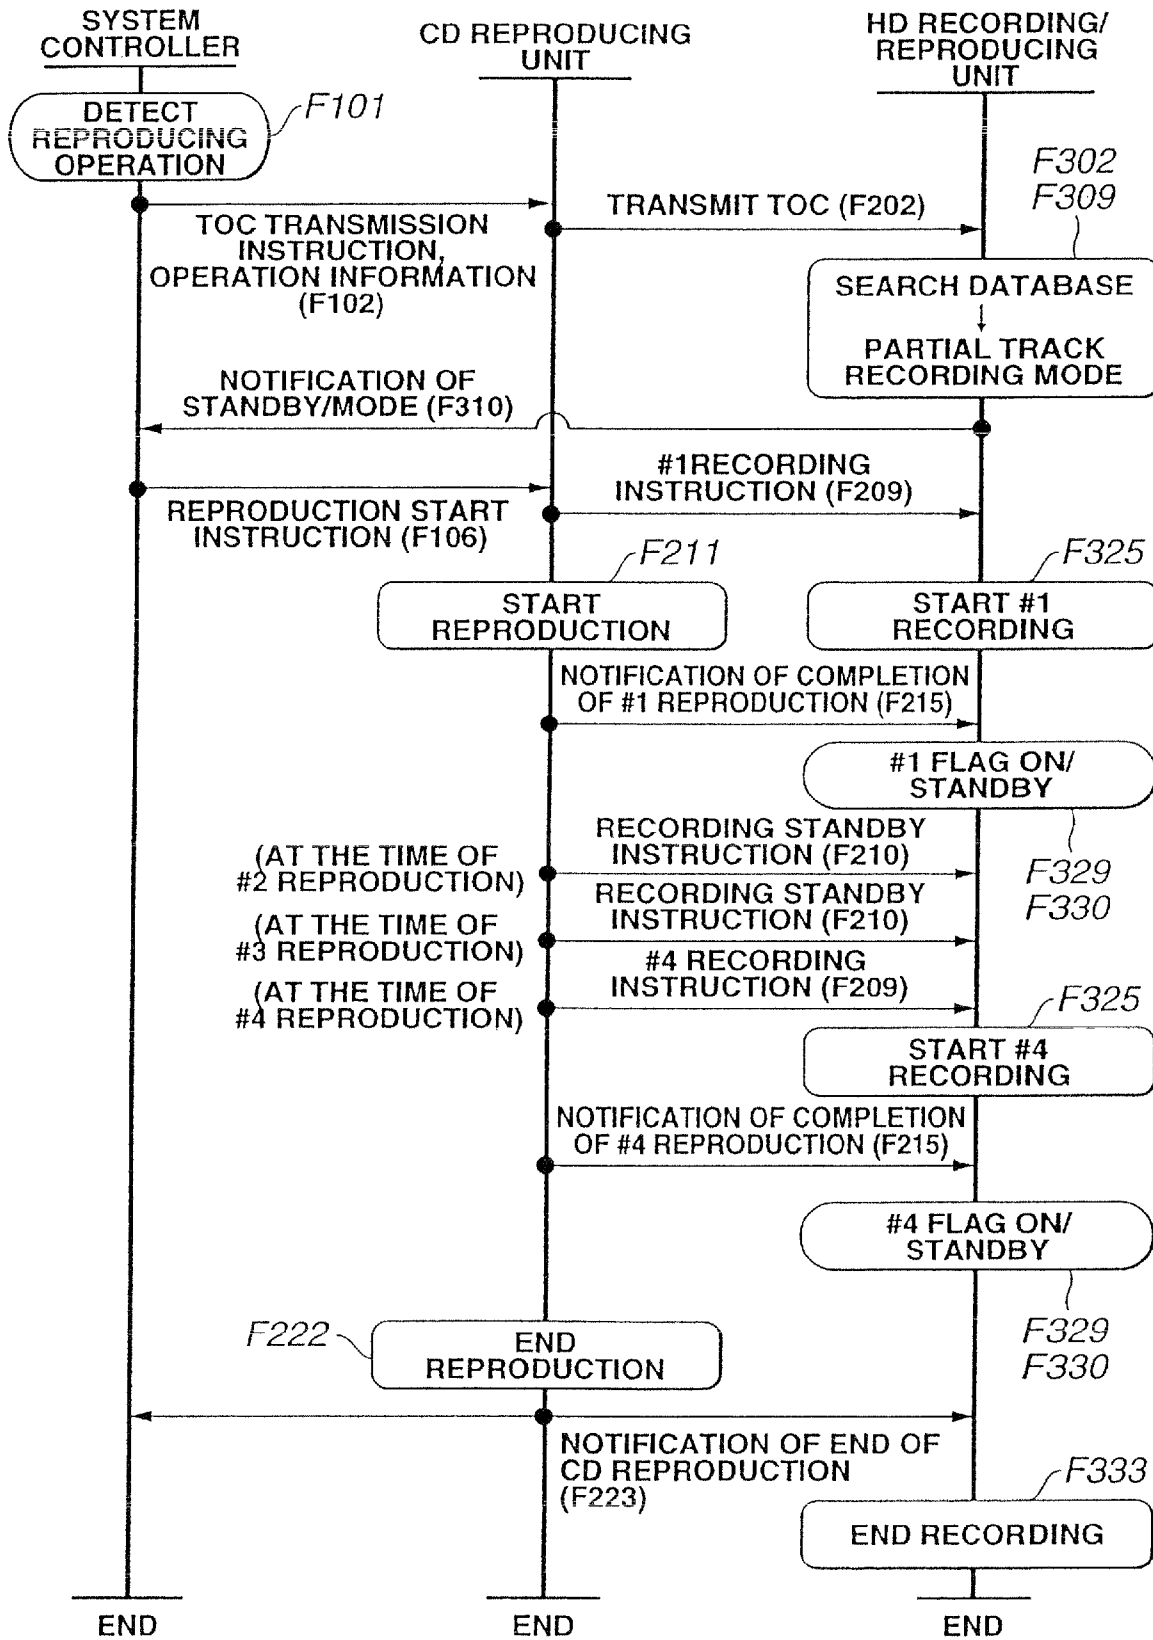 SYSTEM
CONTROLLER
CD REPRODUCING
UNIT
HD RECORDING/
REPRODUCING
UNIT
DETECT
REPRODUCING
OPERATION
F101
F302
F309
TOC TRANSMISSION
INSTRUCTION,
OPERATION INFORMATION
(F102)
TRANSMIT TOC (F202)
SEARCH DATABASE
PARTIAL TRACK
RECORDING MODE
NOTIFICATION OF
STANDBY/MODE (F310)
#1RECORDING
INSTRUCTION (F209)
REPRODUCTION START
INSTRUCTION (F106)
F211
START
REPRODUCTION
F325
START #1
RECORDING
NOTIFICATION OF COMPLETION
OF #1 REPRODUCTION (F215)
#1 FLAG ON/
STANDBY
F329
F330
(AT THE TIME OF
#2 REPRODUCTION)
RECORDING STANDBY
INSTRUCTION (F210)
(AT THE TIME OF
#3 REPRODUCTION)
RECORDING STANDBY
INSTRUCTION (F210)
(AT THE TIME OF
#4 REPRODUCTION)
#4 RECORDING
INSTRUCTION (F209)
F325
START #4
RECORDING
NOTIFICATION OF COMPLETION
OF #4 REPRODUCTION (F215)
#4 FLAG ON/
STANDBY
F329
F330
F222
END
REPRODUCTION
NOTIFICATION OF END OF
CD REPRODUCTION
(F223)
F333
END RECORDING
END
END
END